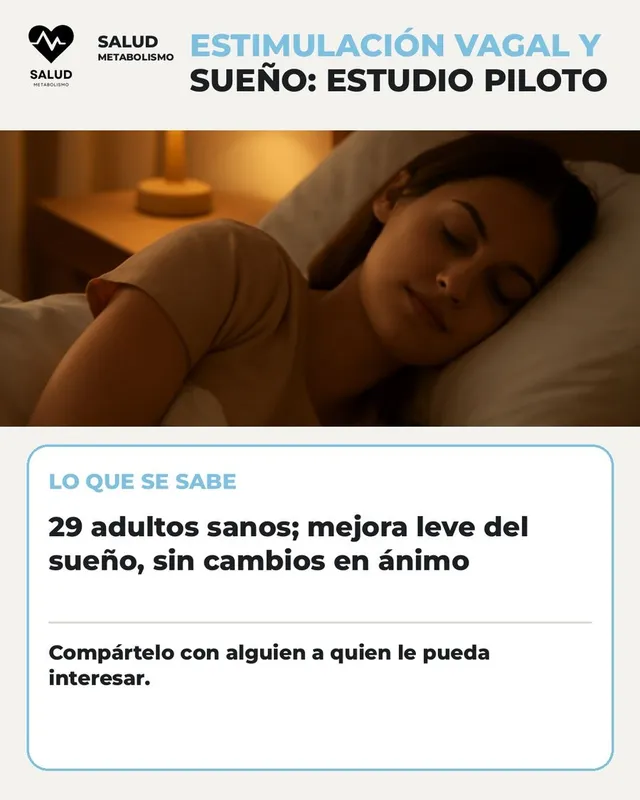 SALUD
METABOLISMO
SALUD
METABOLISMO
ESTIMULACIÓN VAGAL Y
SUEÑO: ESTUDIO PILOTO
LO QUE SE SABE
29 adultos sanos; mejora leve del
sueño, sin cambios en ánimo
Compártelo con alguien a quien le pueda
interesar.